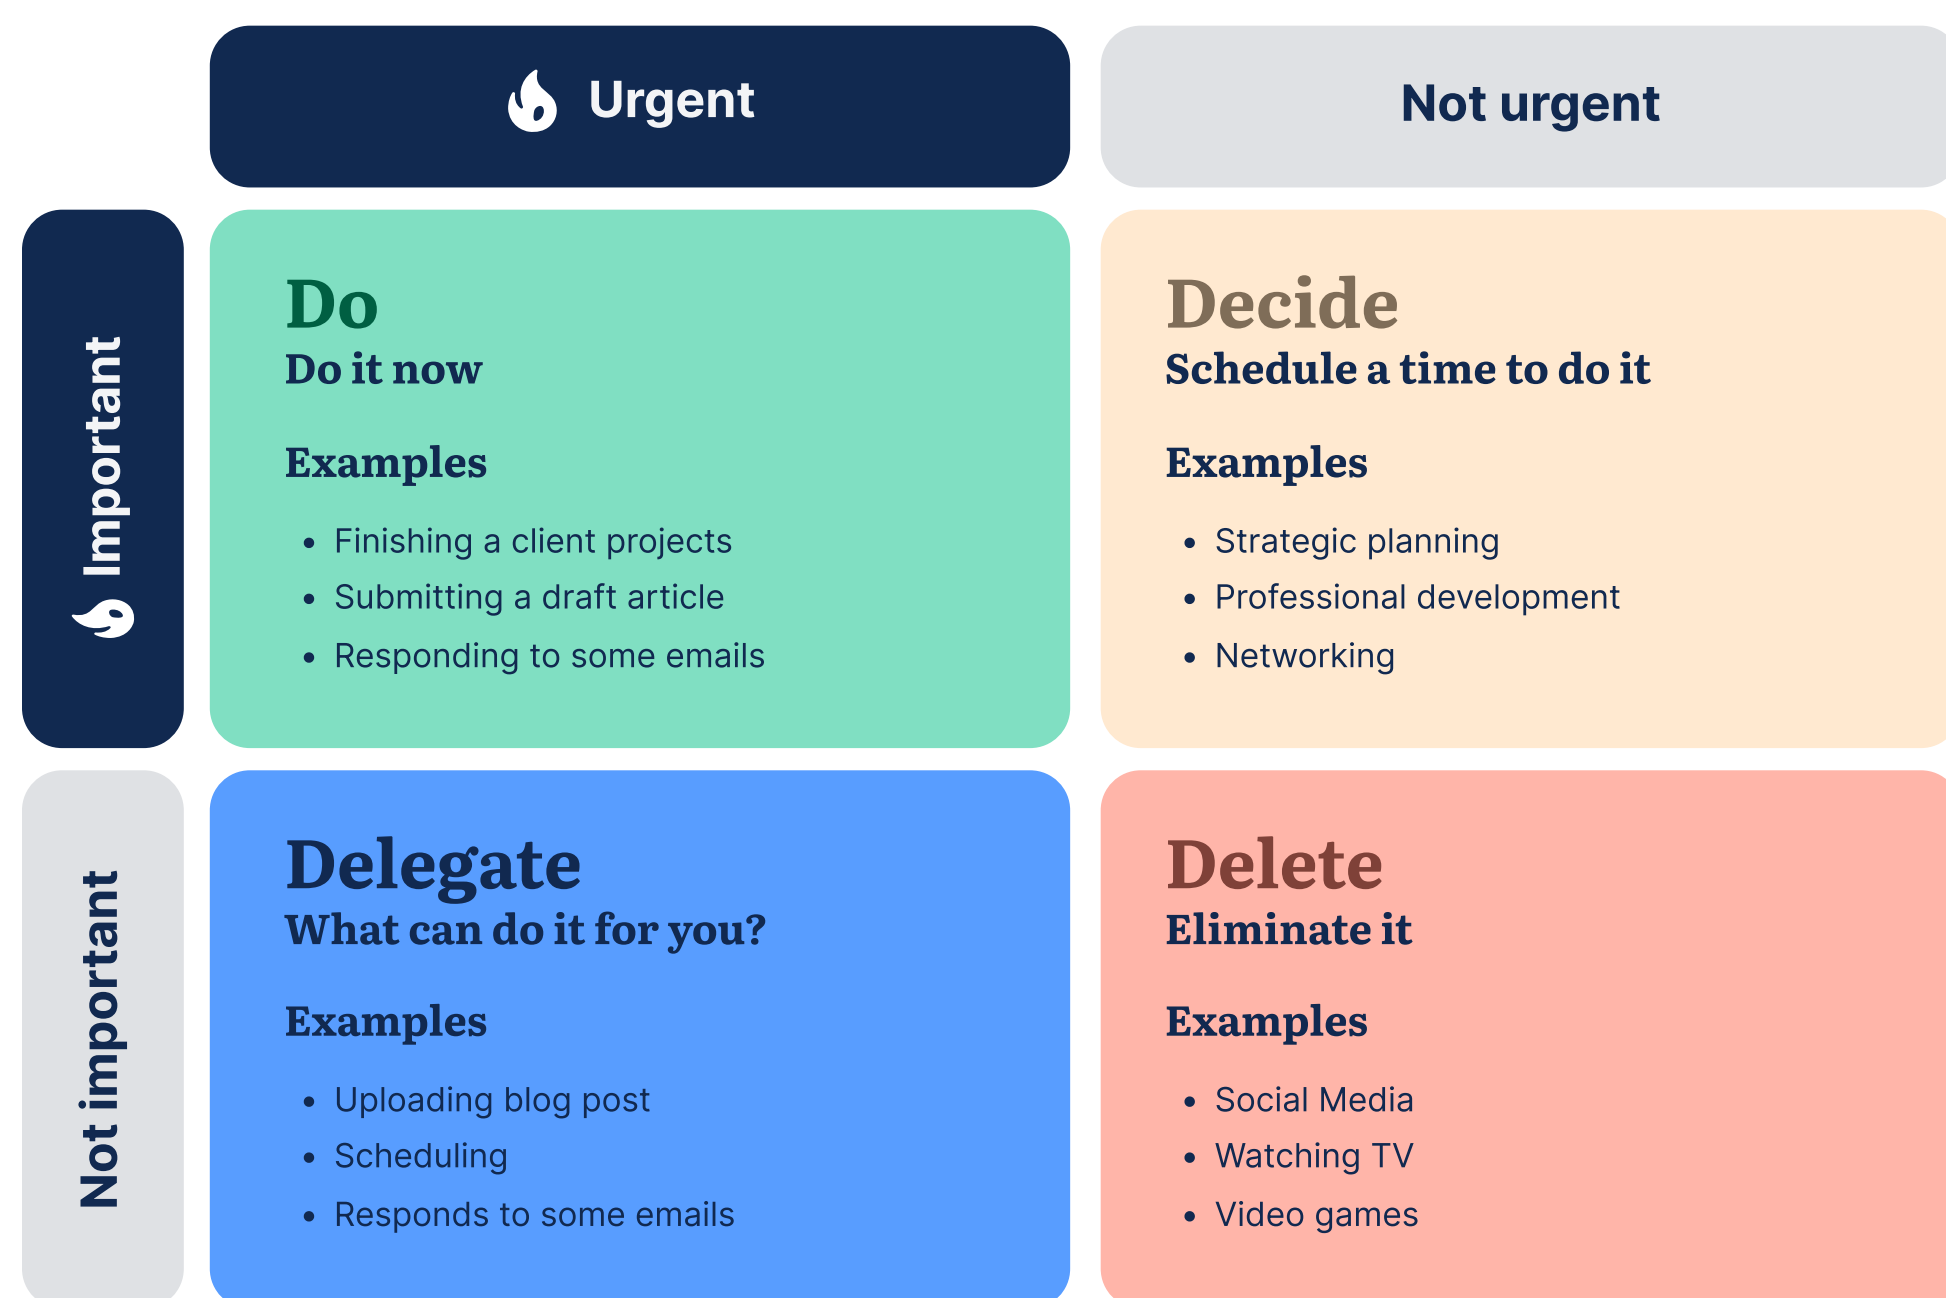 Urgent
Not urgent
Important
Do
Do it now
Examples
• Finishing a client projects
• Submitting a draft article
• Responding to some emails
Decide
Schedule a time to do it
Examples
• Strategic planning
• Professional development
• Networking
Not important
Delegate
What can do it for you?
Examples
• Uploading blog post
• Scheduling
• Responds to some emails
Delete
Eliminate it
Examples
• Social Media
• Watching TV
• Video games